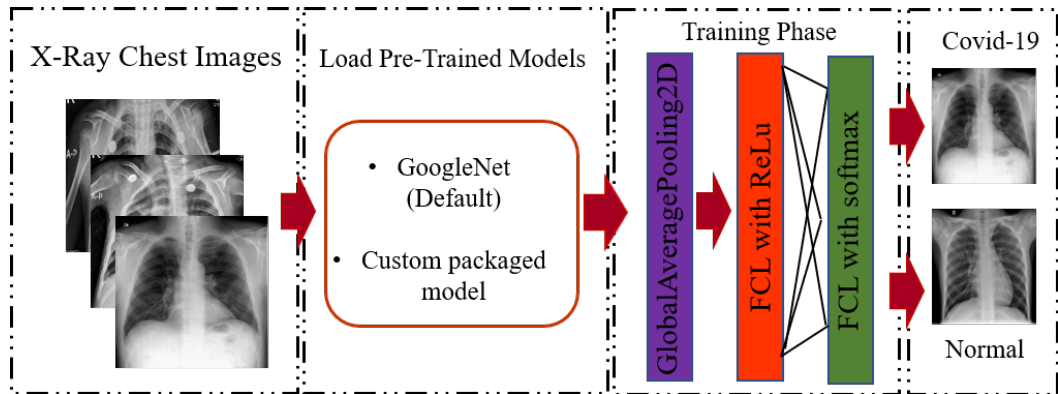 X-Ray Chest Images
R
A-P
R
A-P
Load Pre-Trained Models
• GoogleNet
(Default)
• Custom packaged
model
Training Phase
GlobalAveragePooling2D
FCL with ReLu
FCL with softmax
Covid-19
Normal